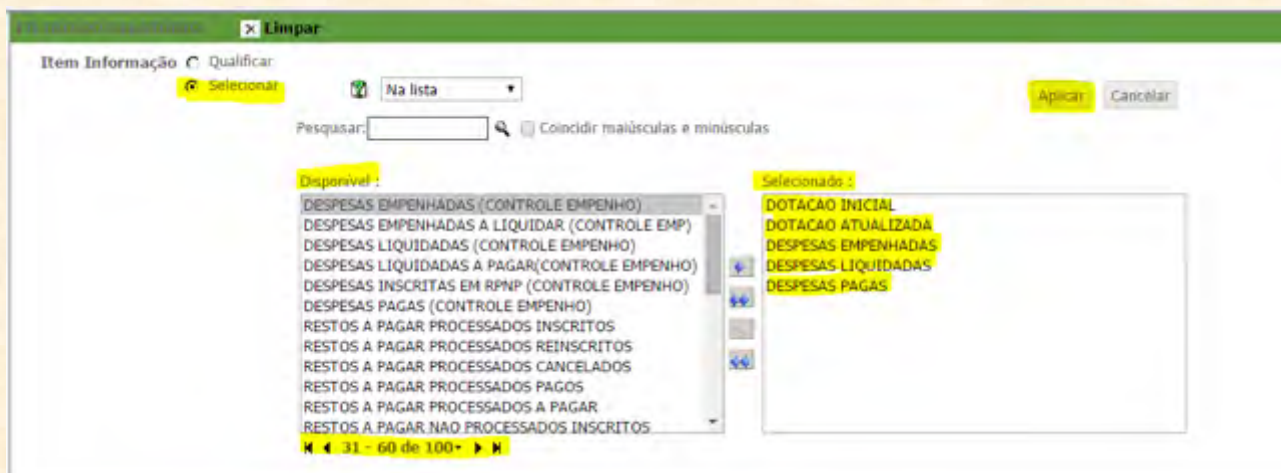 Limpar
Item Informação Qualificar
Selecionar Na lista
Aplicar Cancelar
Pesquisar: Coincidir maiúsculas e minúsculas
Disponível :
DESPESAS EMPENHADAS (CONTROLE EMPENHO)
DESPESAS EMPENHADAS A LIQUIDAR (CONTROLE EMP)
DESPESAS LIQUIDADAS (CONTROLE EMPENHO)
DESPESAS LIQUIDADAS A PAGAR(CONTROLE EMPENHO)
DESPESAS INSCRITAS EM RPNP (CONTROLE EMPENHO)
DESPESAS PAGAS (CONTROLE EMPENHO)
RESTOS A PAGAR PROCESSADOS INSCRITOS
RESTOS A PAGAR PROCESSADOS REINSCRITOS
RESTOS A PAGAR PROCESSADOS CANCELADOS
RESTOS A PAGAR PROCESSADOS PAGOS
RESTOS A PAGAR PROCESSADOS A PAGAR
RESTOS A PAGAR NAO PROCESSADOS INSCRITOS
31 - 60 de 100
Selecionado :
DOTACAO INICIAL
DOTACAO ATUALIZADA
DESPESAS EMPENHADAS
DESPESAS LIQUIDADAS
DESPESAS PAGAS